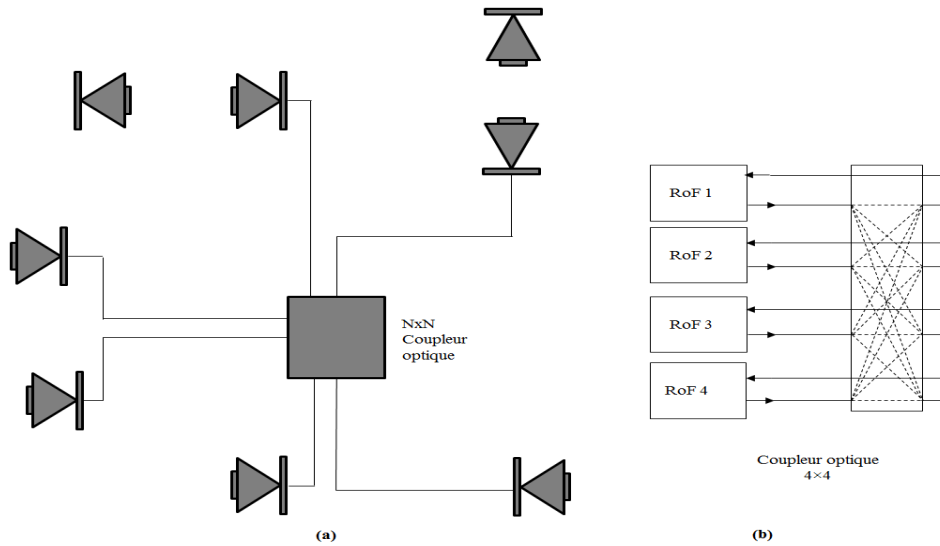 NxN
Coupleur
optique
(a)
RoF 1
RoF 2
RoF 3
RoF 4
Coupleur optique
4×4
(b)